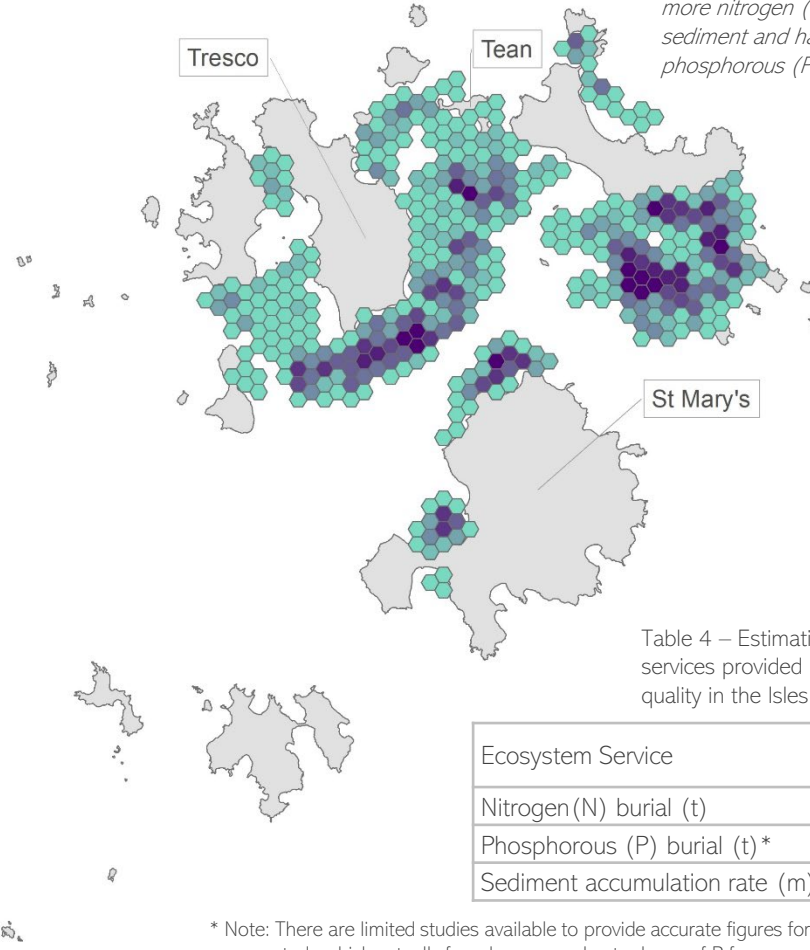 more nitrogen (
sediment and ha
phosphorous (P
Tresco
Tean
St Mary's
Table 4 – Estimati
services provided
quality in the Isles
Ecosystem Service
Nitrogen (N) burial (t)
Phosphorous (P) burial (t)*
Sediment accumulation rate (m)
* Note: There are limited studies available to provide accurate figures for